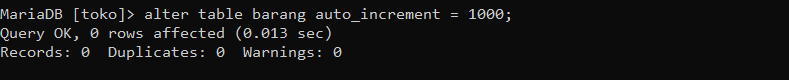 MariaDB [toko]> alter table barang auto_increment = 1000;
Query OK, 0 rows affected (0.013 sec)
Records: 0  Duplicates: 0  Warnings: 0